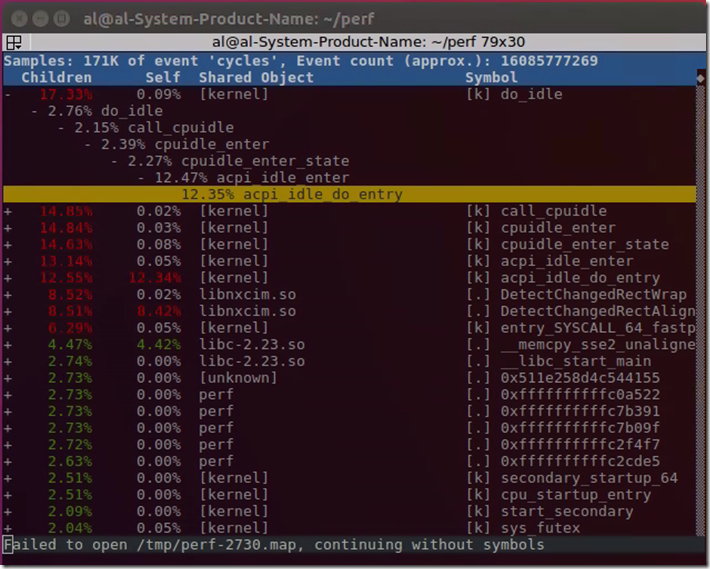 al@al-System-Product-Name: ~/perf
al@al-System-Product-Name: ~/perf 79x30
Samples: 171K of event 'cycles', Event count (approx.): 16085777269
Children Self Shared Object Symbol
- 17.33% 0.09% [kernel] [k] do_idle
- 2.76% do_idle
- 2.15% call_cpuidle
- 2.39% cpuidle_enter
- 2.27% cpuidle_enter_state
- 12.47% acpi_idle_enter
12.35% acpi_idle_do_entry
+ 14.85% 0.02% [kernel] [k] call_cpuidle
+ 14.84% 0.03% [kernel] [k] cpuidle_enter
+ 14.63% 0.08% [kernel] [k] cpuidle_enter_state
+ 13.14% 0.05% [kernel] [k] acpi_idle_enter
+ 12.55% 12.34% [kernel] [k] acpi_idle_do_entry
+ 8.52% 0.02% libnxcim.so [.] DetectChangedRectWrap
+ 8.51% 8.42% libnxcim.so [.] DetectChangedRectAlign
+ 6.29% 0.05% [kernel] [k] entry_SYSCALL_64_fastp
+ 4.47% 4.42% libc-2.23.so [.] __memcpy_sse2_unaligne
+ 2.74% 0.00% libc-2.23.so [.] __libc_start_main
+ 2.73% 0.00% [unknown] [.] 0x511e258d4c544155
+ 2.73% 0.00% perf [.] 0xffffffffffc0a522
+ 2.73% 0.00% perf [.] 0xffffffffffc7b391
+ 2.73% 0.00% perf [.] 0xffffffffffc7b09f
+ 2.72% 0.00% perf [.] 0xffffffffffc2f4f7
+ 2.63% 0.00% perf [.] 0xffffffffffc2cde5
+ 2.51% 0.00% [kernel] [k] secondary_startup_64
+ 2.51% 0.00% [kernel] [k] cpu_startup_entry
+ 2.09% 0.00% [kernel] [k] start_secondary
+ 2.04% 0.05% [kernel] [k] sys_futex
Failed to open /tmp/perf-2730.map, continuing without symbols